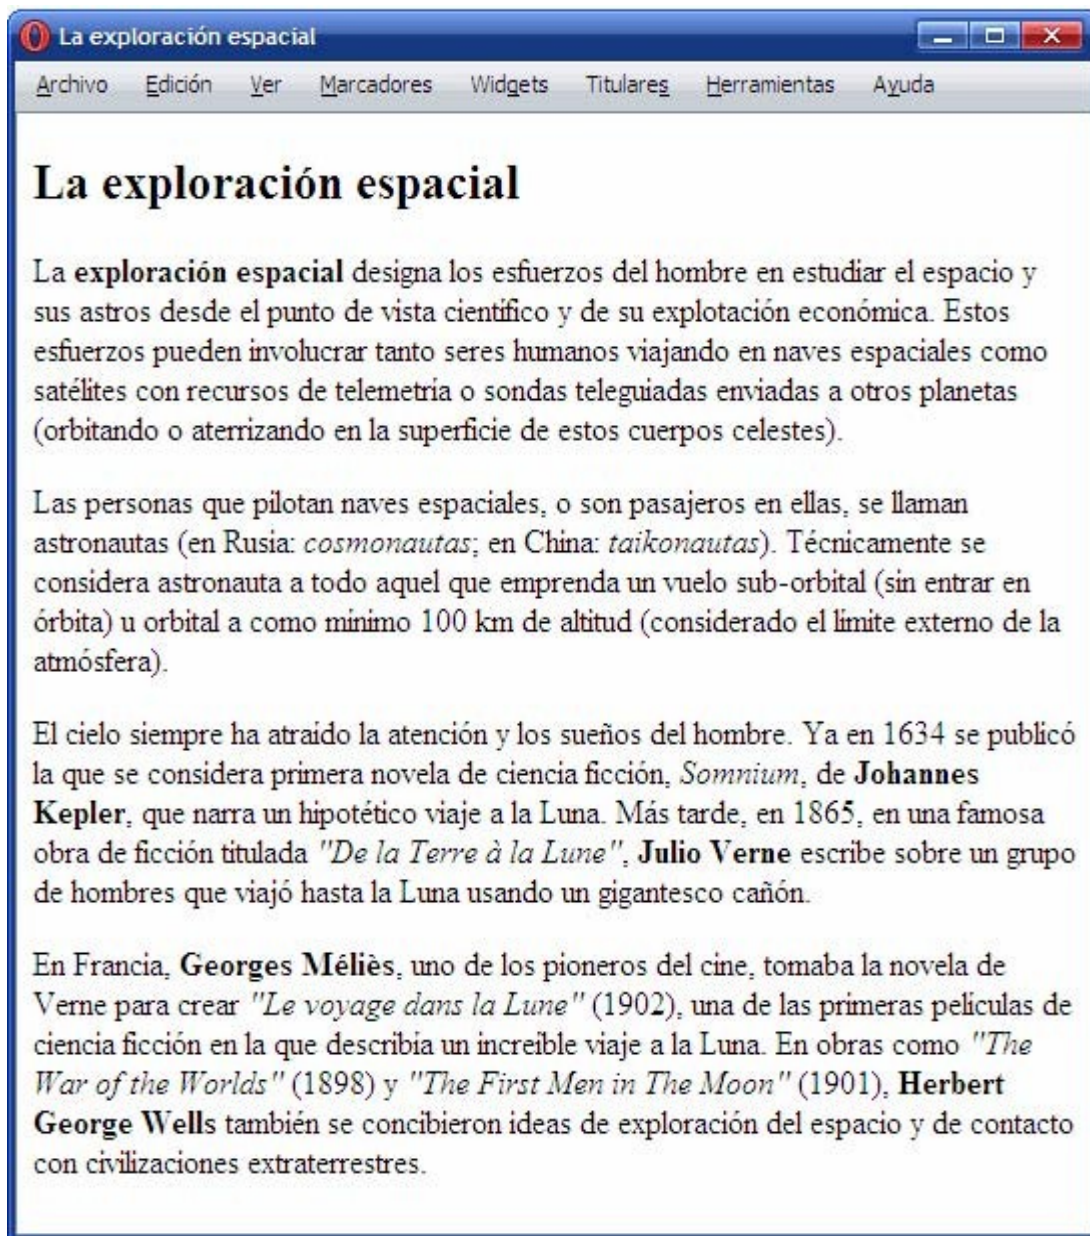 La exploración espacial
Archivo Edición Ver Marcadores Widgets Titulares Herramientas Ayuda
La exploración espacial
La exploración espacial designa los esfuerzos del hombre en estudiar el espacio y
sus astros desde el punto de vista científico y de su explotación económica. Estos
esfuerzos pueden involucrar tanto seres humanos viajando en naves espaciales como
satélites con recursos de telemetría o sondas teleguiadas enviadas a otros planetas
(orbitando o aterrizando en la superficie de estos cuerpos celestes).
Las personas que pilotan naves espaciales, o son pasajeros en ellas, se llaman
astronautas (en Rusia: cosmonautas; en China: taikonautas). Técnicamente se
considera astronauta a todo aquel que emprenda un vuelo sub-orbital (sin entrar en
órbita) u orbital a como mínimo 100 km de altitud (considerado el límite externo de la
atmósfera).
El cielo siempre ha atraído la atención y los sueños del hombre. Ya en 1634 se publicó
la que se considera primera novela de ciencia ficción, Somnium, de Johannes
Kepler, que narra un hipotético viaje a la Luna. Más tarde, en 1865, en una famosa
obra de ficción titulada "De la Terre à la Lune", Julio Verne escribe sobre un grupo
de hombres que viajó hasta la Luna usando un gigantesco cañón.
En Francia, Georges Méliès, uno de los pioneros del cine, tomaba la novela de
Verne para crear "Le voyage dans la Lune" (1902), una de las primeras películas de
ciencia ficción en la que describía un increíble viaje a la Luna. En obras como "The
War of the Worlds" (1898) y "The First Men in The Moon" (1901), Herbert
George Wells también se concibieron ideas de exploración del espacio y de contacto
con civilizaciones extraterrestres.